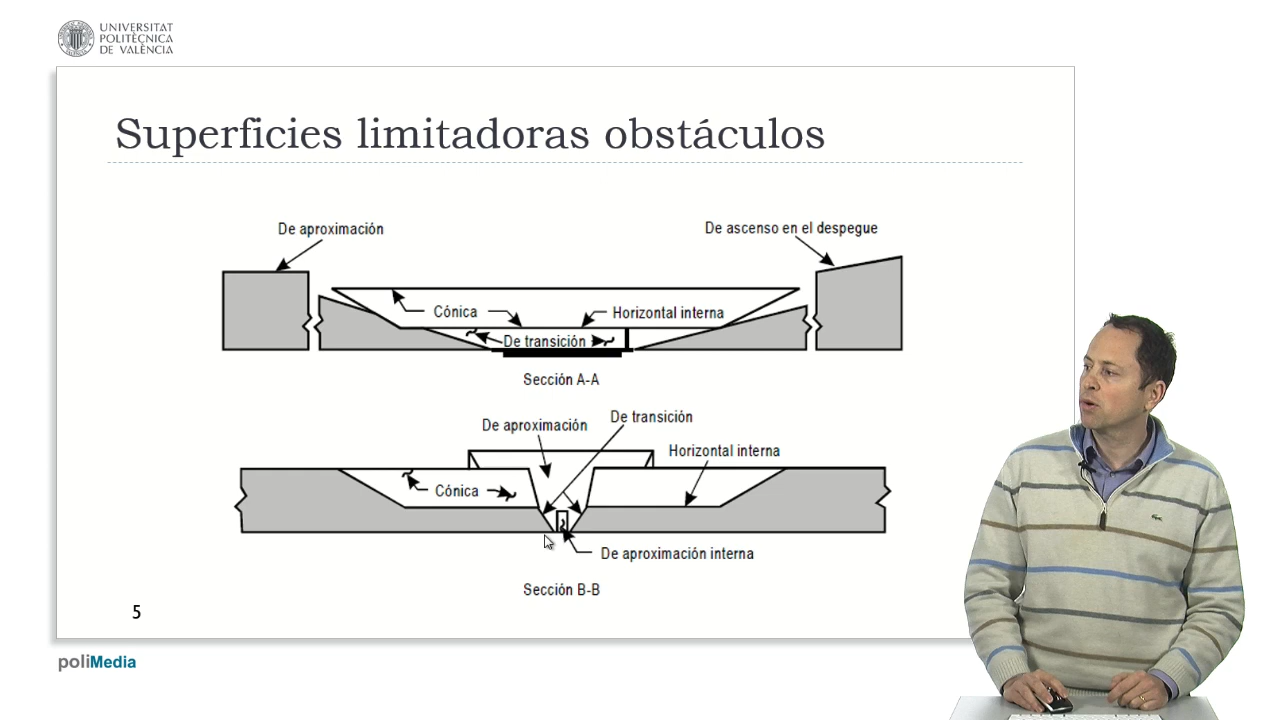 UNIVERSITAT
POLITÈCNICA
DE VALÈNCIA
Superficies limitadoras obstáculos
De aproximación
De ascenso en el despegue
Cónica
Horizontal interna
De transición
Sección A-A
De aproximación
De transición
Horizontal interna
Cónica
De aproximación interna
Sección B-B
5
poliMedia